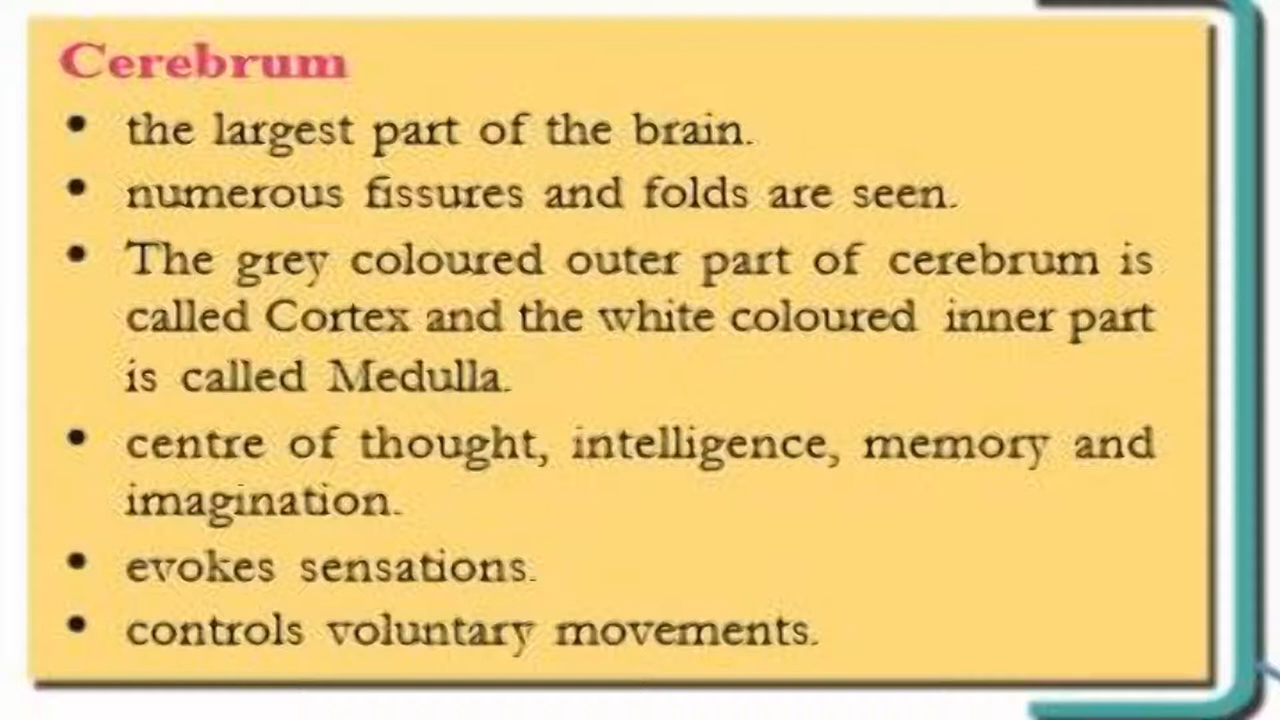 Cerebrum
• the largest part of the brain.
• numerous fissures and folds are seen.
• The grey coloured outer part of cerebrum is
called Cortex and the white coloured inner part
is called Medulla.
• centre of thought, intelligence, memory and
imagination.
• evokes sensations.
• controls voluntary movements.